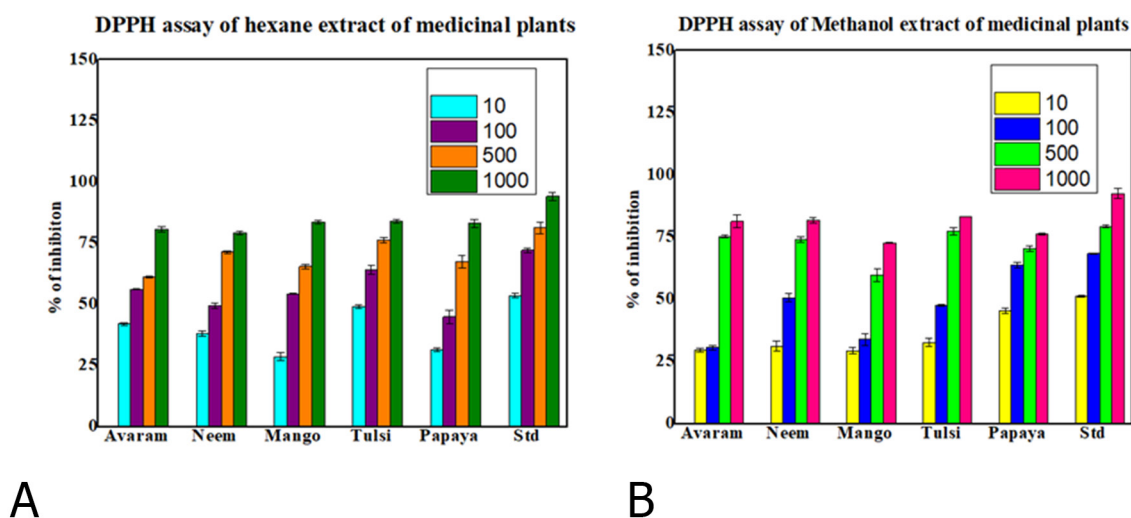 DPPH assay of hexane extract of medicinal plants
% of inhibition
150
125
100
75
50
25
0
10
100
500
1000
Avaram Neem Mango Tulsi Papaya Std
A
DPPH assay of Methanol extract of medicinal plants
% of inhibition
150
125
100
75
50
25
0
10
100
500
1000
Avaram Neem Mango Tulsi Papaya Std
B